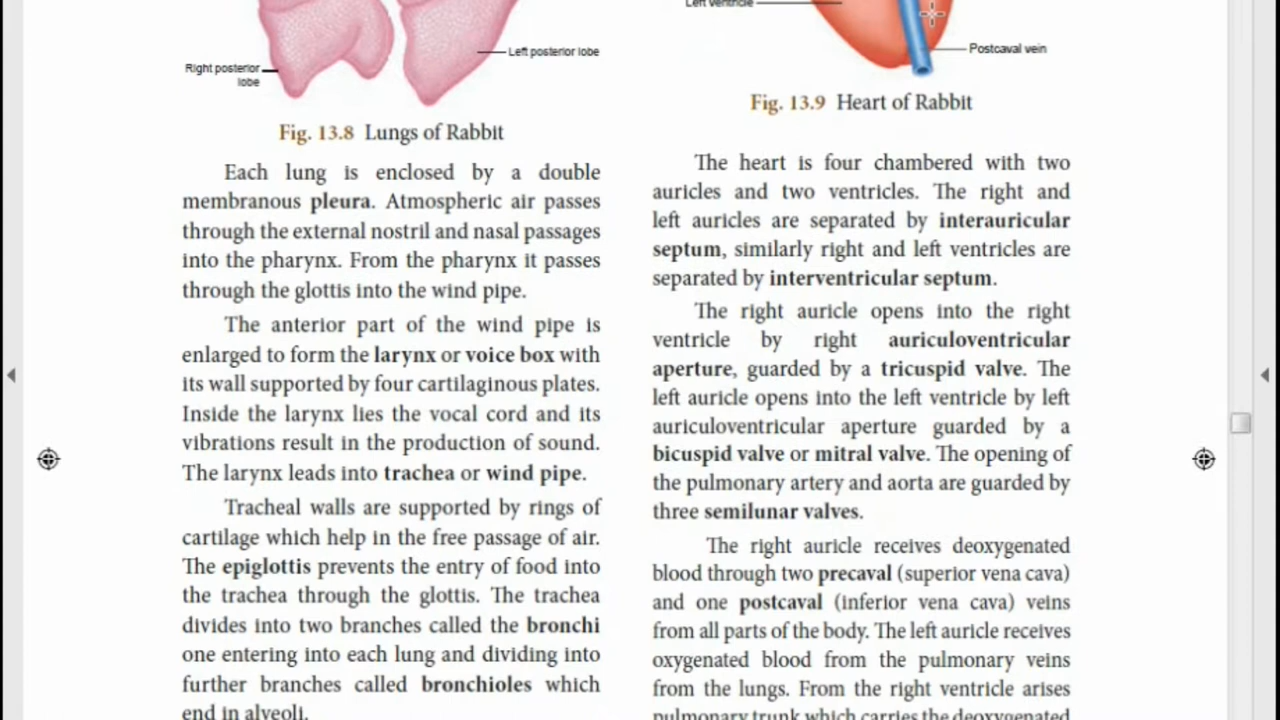 Left posterior lobe
Right posterior
lobe
Fig. 13.8 Lungs of Rabbit
Each lung is enclosed by a double
membranous pleura. Atmospheric air passes
through the external nostril and nasal passages
into the pharynx. From the pharynx it passes
through the glottis into the wind pipe.
The anterior part of the wind pipe is
enlarged to form the larynx or voice box with
its wall supported by four cartilaginous plates.
Inside the larynx lies the vocal cord and its
vibrations result in the production of sound.
The larynx leads into trachea or wind pipe.
Tracheal walls are supported by rings of
cartilage which help in the free passage of air.
The epiglottis prevents the entry of food into
the trachea through the glottis. The trachea
divides into two branches called the bronchi
one entering into each lung and dividing into
further branches called bronchioles which
end in alveoli.
Left ventricle
Postcaval vein
Fig. 13.9 Heart of Rabbit
The heart is four chambered with two
auricles and two ventricles. The right and
left auricles are separated by interauricular
septum, similarly right and left ventricles are
separated by interventricular septum.
The right auricle opens into the right
ventricle by right auriculoventricular
aperture, guarded by a tricuspid valve. The
left auricle opens into the left ventricle by left
auriculoventricular aperture guarded by a
bicuspid valve or mitral valve. The opening of
the pulmonary artery and aorta are guarded by
three semilunar valves.
The right auricle receives deoxygenated
blood through two precaval (superior vena cava)
and one postcaval (inferior vena cava) veins
from all parts of the body. The left auricle receives
oxygenated blood from the pulmonary veins
from the lungs. From the right ventricle arises
pulmonary trunk which carries the deoxygenated